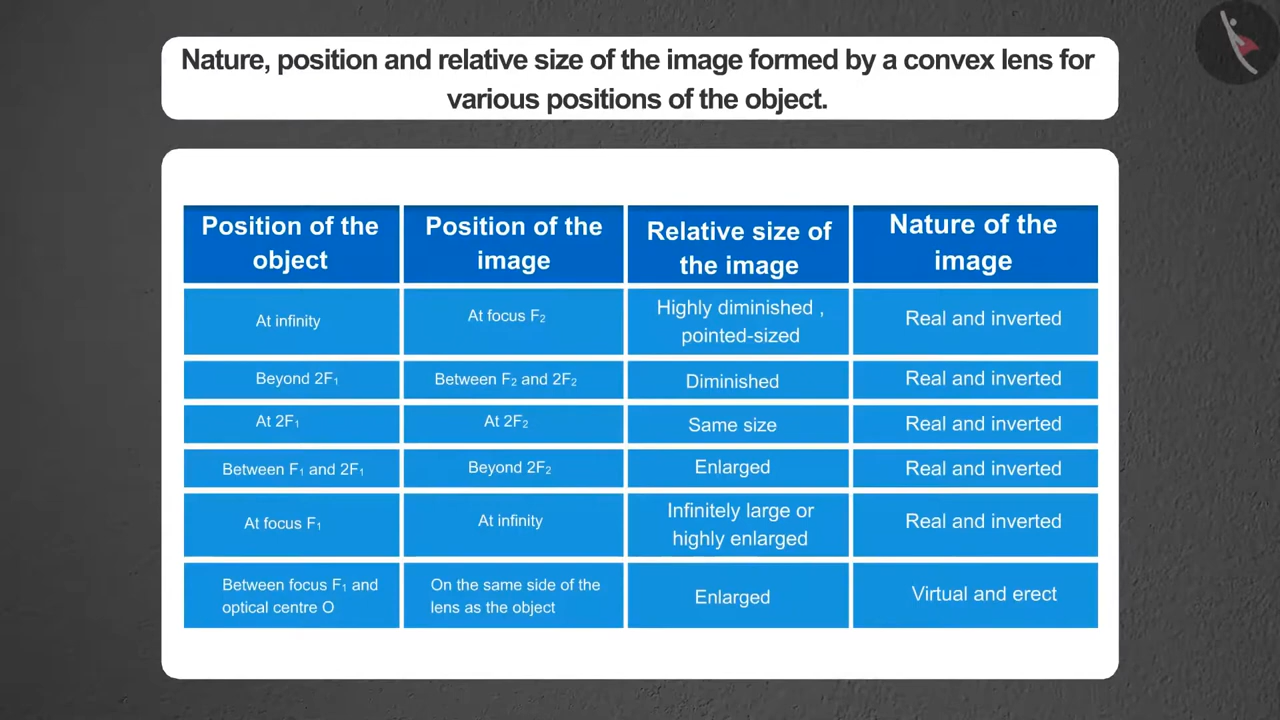 Nature, position and relative size of the image formed by a convex lens for
various positions of the object.
Position of the
object
Position of the
image
Relative size of
the image
Nature of the
image
At infinity
At focus F₂
Highly diminished ,
pointed-sized
Real and inverted
Beyond 2F₁
Between F₂ and 2F₂
Diminished
Real and inverted
At 2F₁
At 2F₂
Same size
Real and inverted
Between F₁ and 2F₁
Beyond 2F₂
Enlarged
Real and inverted
At focus F₁
At infinity
Infinitely large or
highly enlarged
Real and inverted
Between focus F₁ and
optical centre O
On the same side of the
lens as the object
Enlarged
Virtual and erect